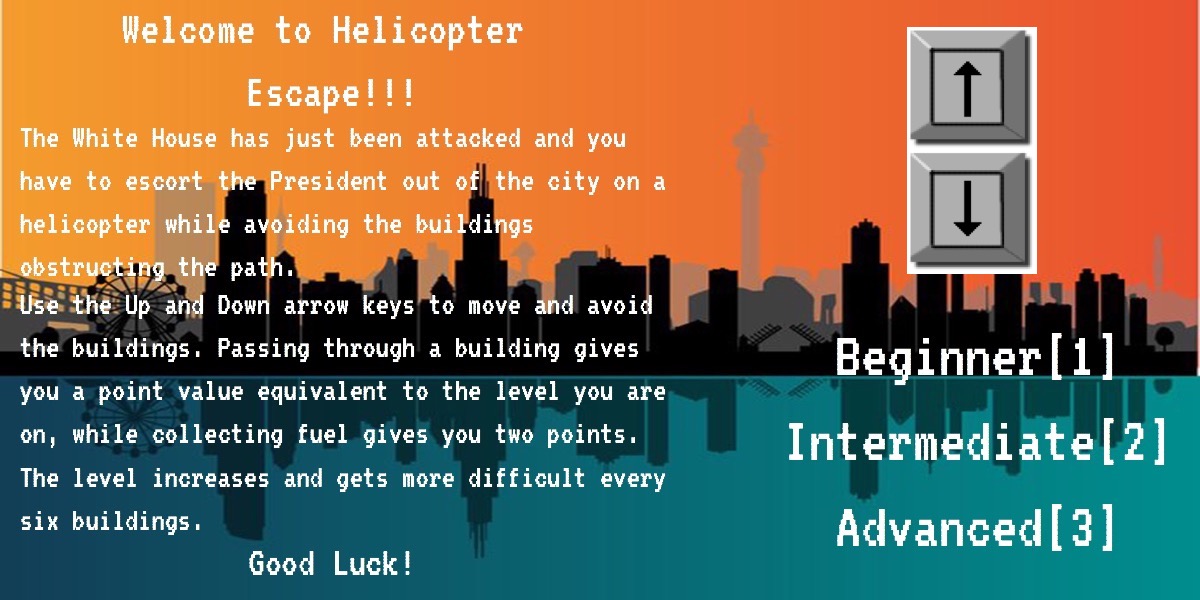 Welcome to Helicopter
Escape!!!
The White House has just been attacked and you
have to escort the President out of the city on a
helicopter while avoiding the buildings
obstructing the path.
Use the Up and Down arrow keys to move and avoid
the buildings. Passing through a building gives
you a point value equivalent to the level you are
on, while collecting fuel gives you two points.
The level increases and gets more difficult every
six buildings.
Good Luck!
↑
↓
Beginner[1]
Intermediate[2]
Advanced[3]